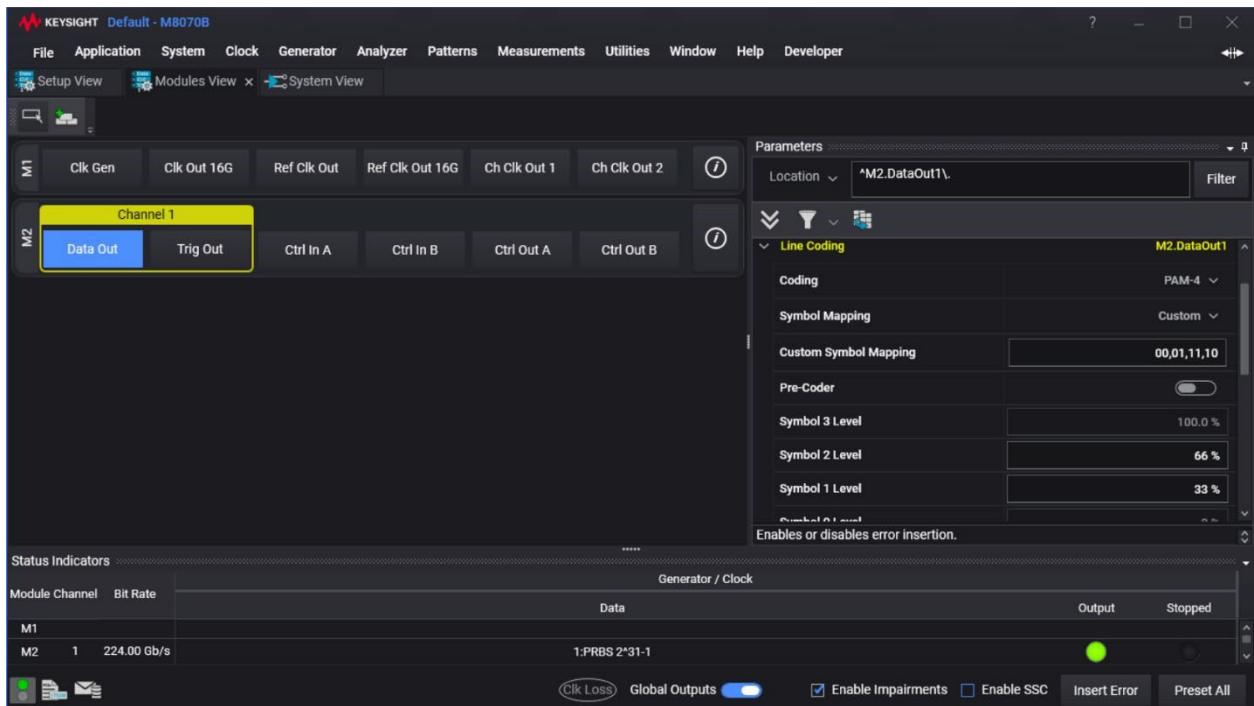 KEYSIGHT Default - M8070B
File Application System Clock Generator Analyzer Patterns Measurements Utilities Window Help Developer
Setup View Modules View System View
M1 Clk Gen Clk Out 16G Ref Clk Out Ref Clk Out 16G Ch Clk Out 1 Ch Clk Out 2
Channel 1
M2 Data Out Trig Out Ctrl In A Ctrl In B Ctrl Out A Ctrl Out B
Parameters
Location ^M2.DataOut1\. Filter
Line Coding M2.DataOut1
Coding PAM-4
Symbol Mapping Custom
Custom Symbol Mapping 00,01,11,10
Pre-Coder
Symbol 3 Level 100.0 %
Symbol 2 Level 66 %
Symbol 1 Level 33 %
Symbol 0 Level
Enables or disables error insertion.
Status Indicators
Generator / Clock
Module Channel Bit Rate
Data Output Stopped
M1
M2 1 224.00 Gb/s 1:PRBS 2^31-1
Clk Loss Global Outputs Enable Impairments Enable SSC Insert Error Preset All